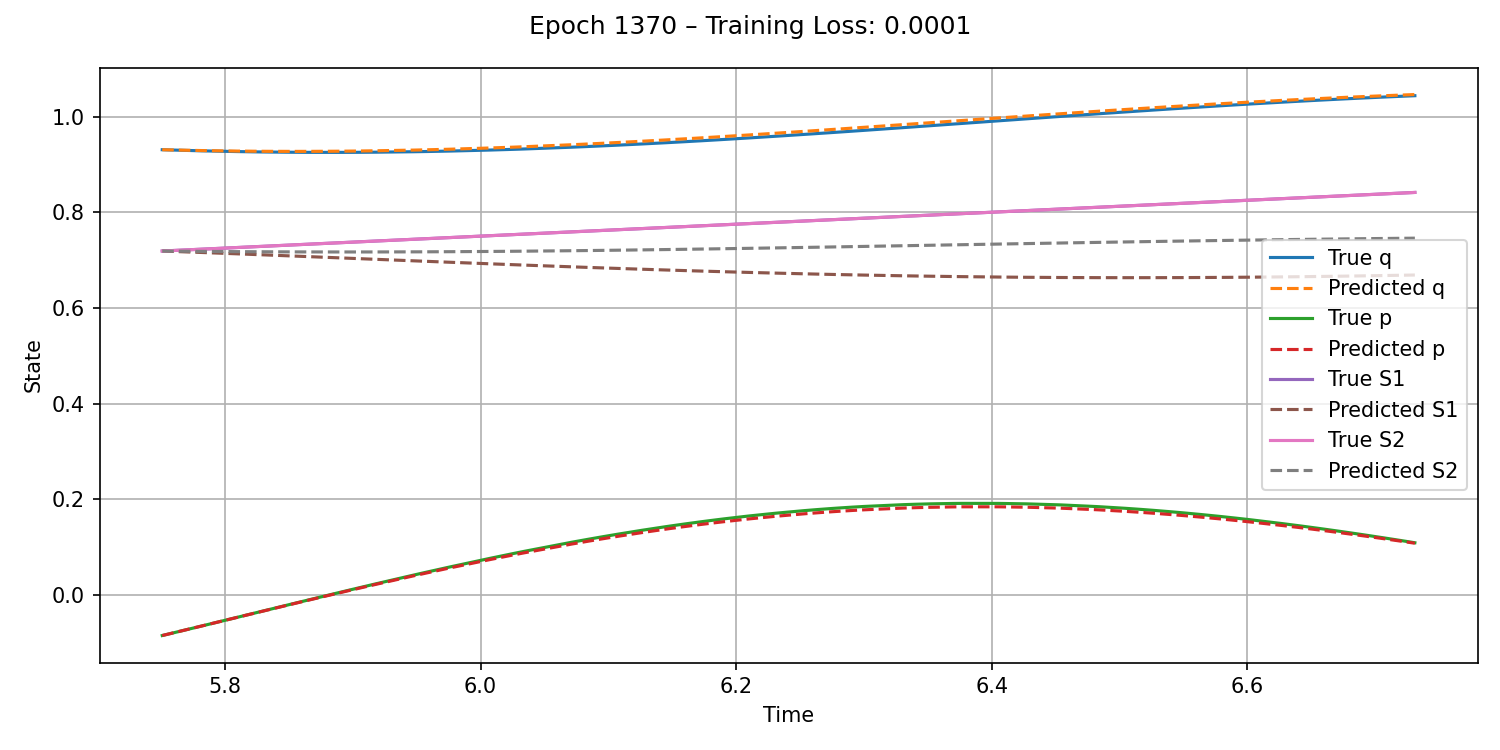 Epoch 1370 – Training Loss: 0.0001
1.0
0.8
0.6
0.4
0.2
0.0
State
True q
Predicted q
True p
Predicted p
True S1
Predicted S1
True S2
Predicted S2
5.8 6.0 6.2 6.4 6.6
Time